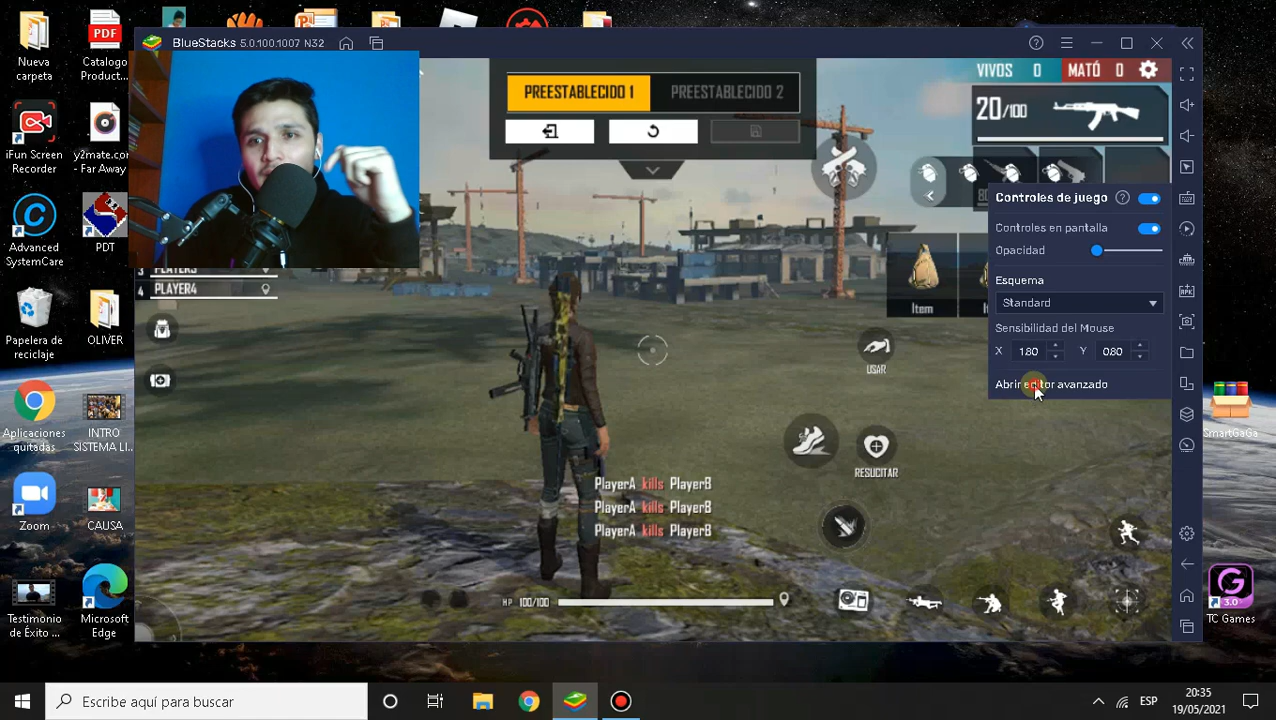 Nueva
carpeta
PDF
Catalogo
Product...
iFun Screen
Recorder
y2mate.com
- Far Away
Advanced
SystemCare
PDT
Papelera de
reciclaje
OLIVER
Aplicaciones
quitadas
INTRO
SISTEMA LI...
Zoom
CAUSA
Testimonio
de Éxito ...
Microsoft
Edge
BlueStacks 5.0.100.1007 N32
PREESTABLECIDO 1 PREESTABLECIDO 2
VIVOS 0 MATÓ 0
20/100
Controles de juego
Controles en pantalla
Opacidad
Esquema
Standard
Sensibilidad del Mouse
X 1.80 Y 0.80
Abrir editor avanzado
4 PLAYER4
Item
USAR
RESUCITAR
PlayerA kills PlayerB
PlayerA kills PlayerB
PlayerA kills PlayerB
HP 100/100
SmartGaGa
3.0
TC Games
Escribe aquí para buscar
ESP
20:35
19/05/2021